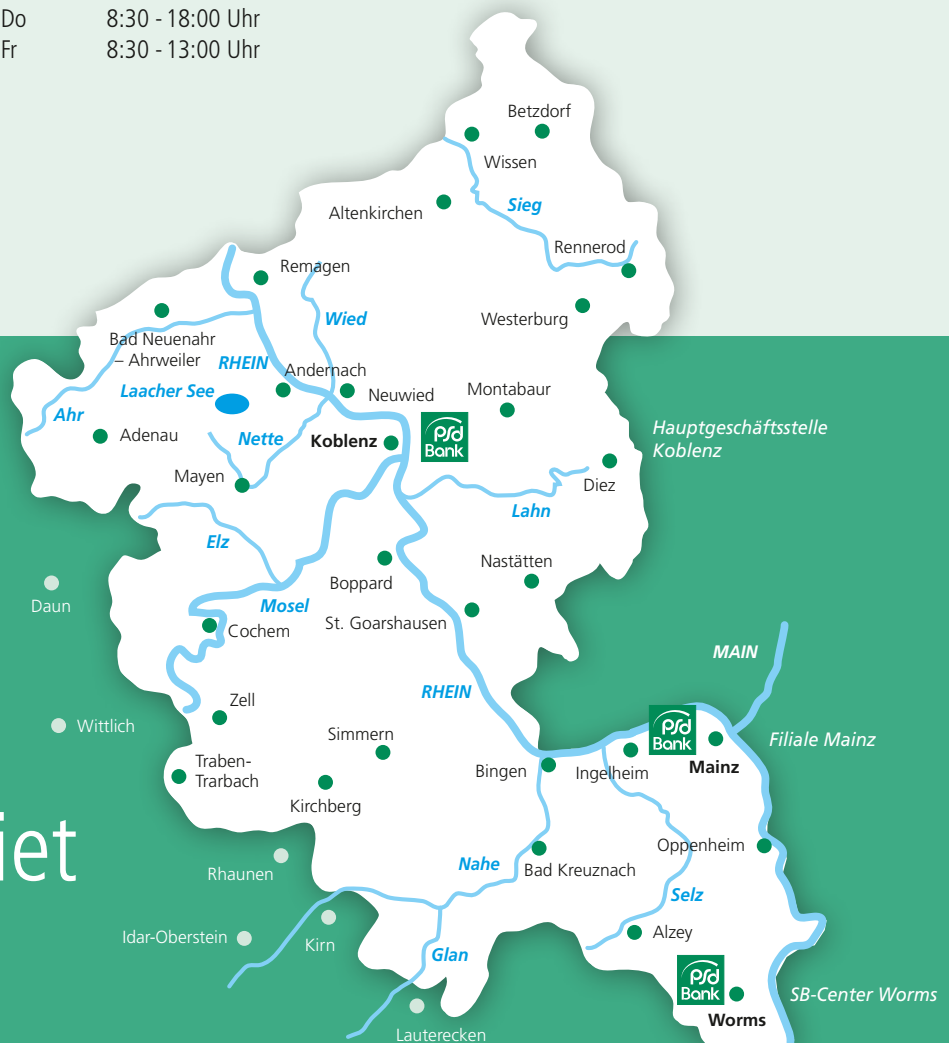 Do 8:30 - 18:00 Uhr
Fr 8:30 - 13:00 Uhr
Betzdorf
Wissen
Altenkirchen
Sieg
Rennerod
Remagen
Wied
Westerburg
Bad Neuenahr
– Ahrweiler
RHEIN
Andernach
Laacher See
Neuwied
Montabaur
Ahr
Adenau
Nette
Koblenz
psd
Bank
Hauptgeschäftsstelle
Koblenz
Mayen
Diez
Lahn
Elz
Nastätten
Boppard
Daun
Mosel
Cochem
St. Goarshausen
MAIN
RHEIN
Zell
Wittlich
Simmern
psd
Bank
Filiale Mainz
Traben-
Trarbach
Bingen
Ingelheim
Mainz
Kirchberg
iet
Oppenheim
Rhaunen
Nahe
Bad Kreuznach
Selz
Idar-Oberstein
Kirn
Alzey
Glan
psd
Bank
SB-Center Worms
Worms
Lauterecken